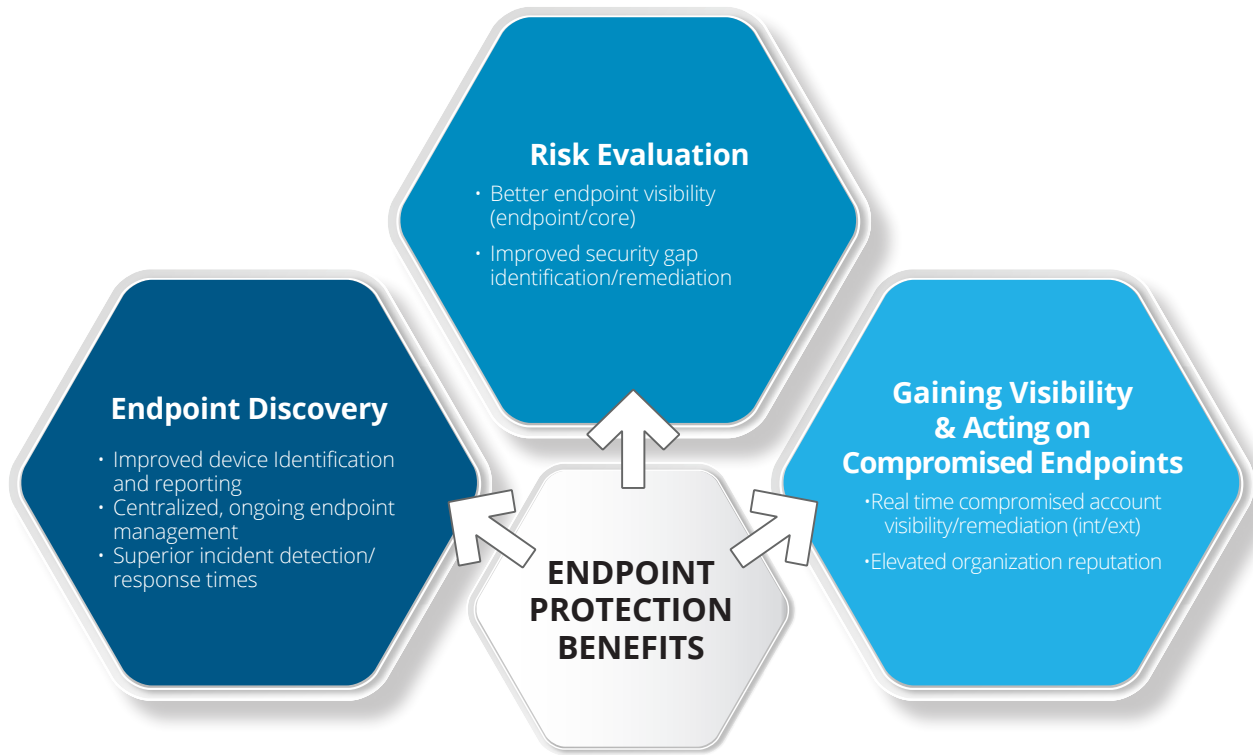 Risk Evaluation
• Better endpoint visibility
(endpoint/core)
• Improved security gap
identification/remediation
Endpoint Discovery
• Improved device Identification
and reporting
• Centralized, ongoing endpoint
management
• Superior incident detection/
response times
Gaining Visibility
& Acting on
Compromised Endpoints
•Real time compromised account
visibility/remediation (int/ext)
•Elevated organization reputation
ENDPOINT
PROTECTION
BENEFITS